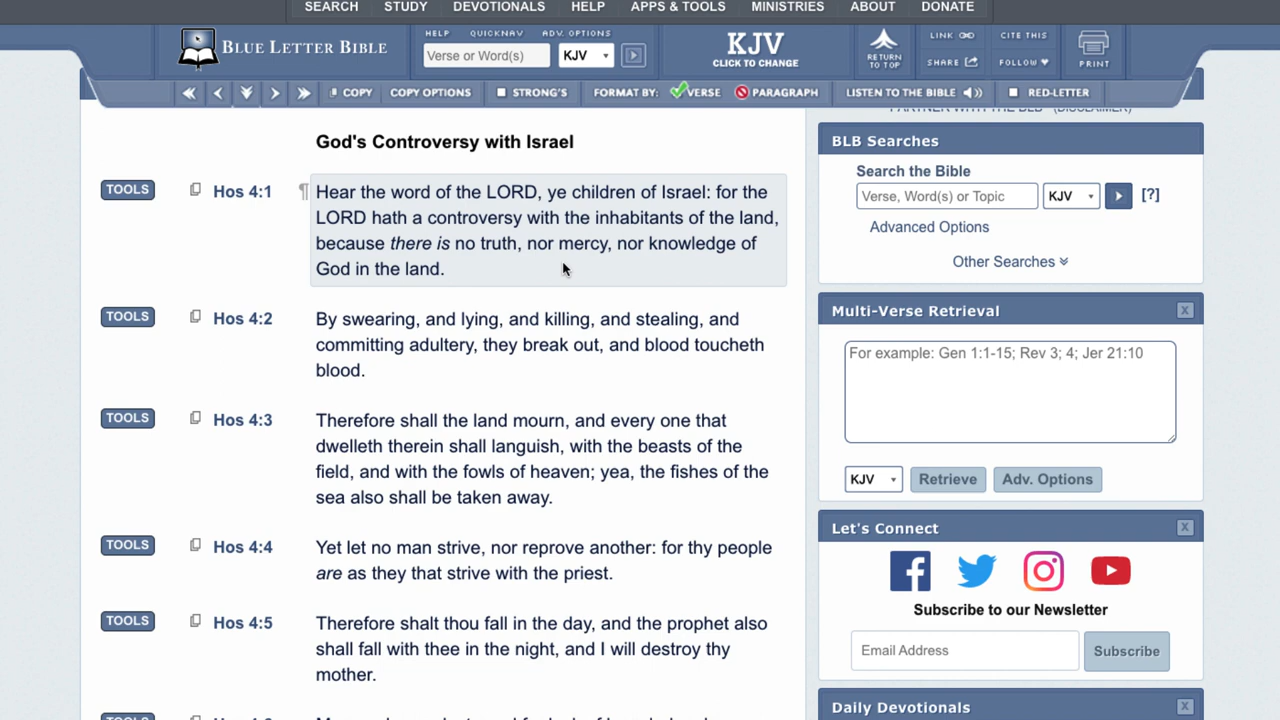 SEARCH STUDY DEVOTIONALS HELP APPS & TOOLS MINISTRIES ABOUT DONATE
BLUE LETTER BIBLE
HELP QUICKNAV ADV. OPTIONS
Verse or Word(s) KJV
KJV
CLICK TO CHANGE
RETURN
TO TOP
LINK CITE THIS
SHARE FOLLOW
PRINT
COPY COPY OPTIONS STRONG'S FORMAT BY: VERSE PARAGRAPH LISTEN TO THE BIBLE RED-LETTER
God's Controversy with Israel
TOOLS Hos 4:1 ¶ Hear the word of the LORD, ye children of Israel: for the
LORD hath a controversy with the inhabitants of the land,
because there is no truth, nor mercy, nor knowledge of
God in the land.
TOOLS Hos 4:2 By swearing, and lying, and killing, and stealing, and
committing adultery, they break out, and blood toucheth
blood.
TOOLS Hos 4:3 Therefore shall the land mourn, and every one that
dwelleth therein shall languish, with the beasts of the
field, and with the fowls of heaven; yea, the fishes of the
sea also shall be taken away.
TOOLS Hos 4:4 Yet let no man strive, nor reprove another: for thy people
are as they that strive with the priest.
TOOLS Hos 4:5 Therefore shalt thou fall in the day, and the prophet also
shall fall with thee in the night, and I will destroy thy
mother.
PARTNER WITH THE BLB (DISCLAIMER)
BLB Searches
Search the Bible
Verse, Word(s) or Topic KJV [?]
Advanced Options
Other Searches
Multi-Verse Retrieval X
For example: Gen 1:1-15; Rev 3; 4; Jer 21:10
KJV Retrieve Adv. Options
Let's Connect X
Subscribe to our Newsletter
Email Address Subscribe
Daily Devotionals X